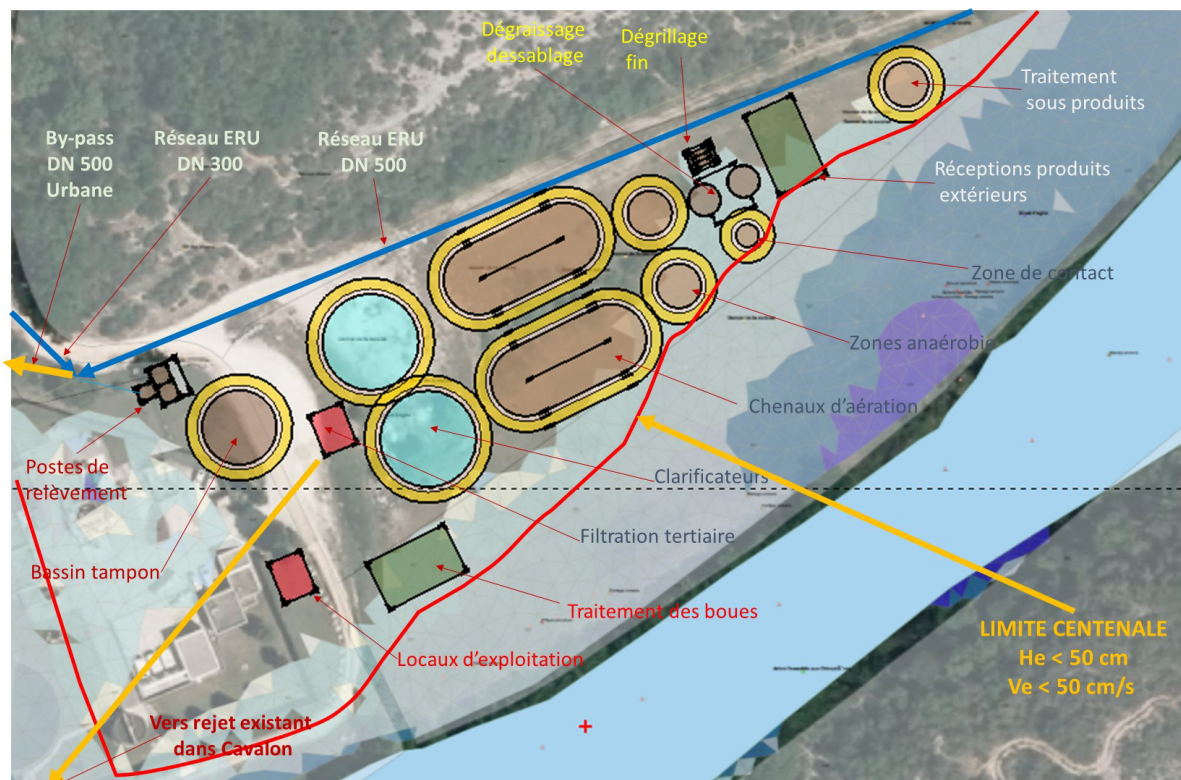 Dégraissage
dessablage
Dégrillage
fin
Traitement
sous produits
By-pass
DN 500
Urbane
Réseau ERU
DN 300
Réseau ERU
DN 500
Réceptions produits
extérieurs
Zone de contact
Zones anaérobie
Chenaux d'aération
Postes de
relèvement
Clarificateurs
Filtration tertiaire
Bassin tampon
Traitement des boues
LIMITE CENTENALE
He < 50 cm
Ve < 50 cm/s
Locaux d'exploitation
Vers rejet existant
dans Cavalon